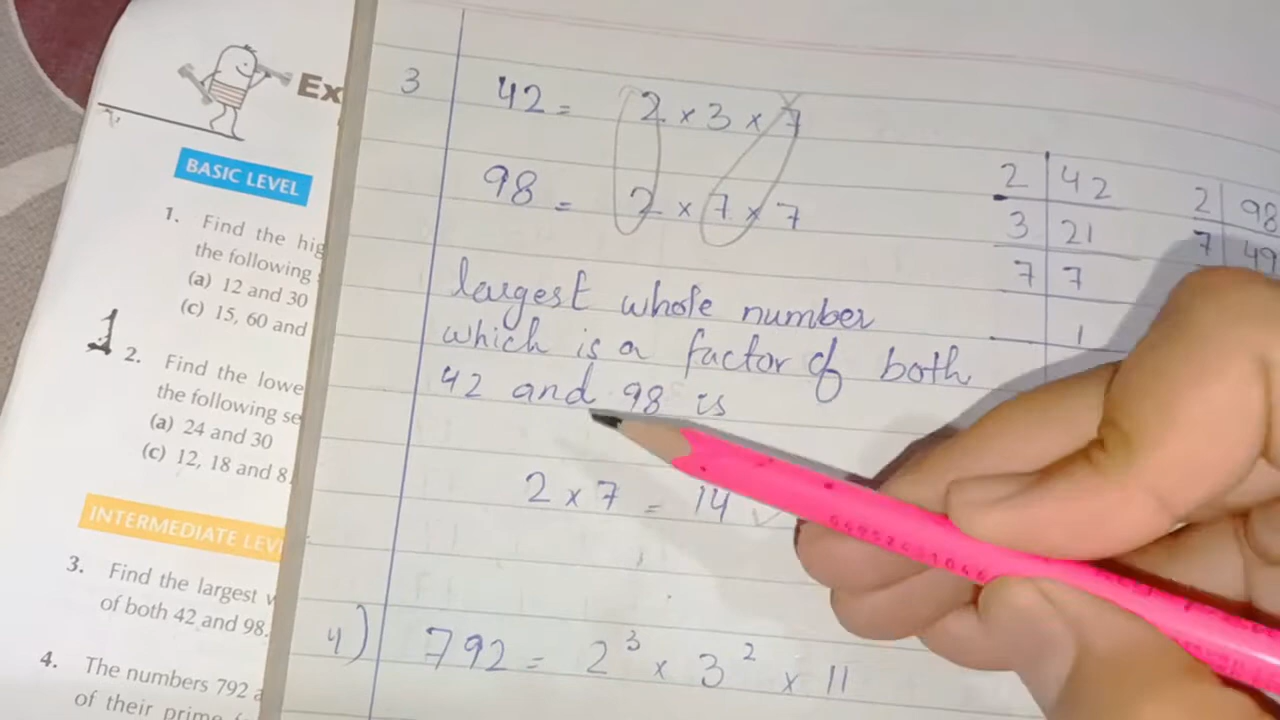 Ex
BASIC LEVEL
1. Find the hig
the following
(a) 12 and 30
(c) 15, 60 and
1
2. Find the lowe
the following se
(a) 24 and 30
(c) 12, 18 and 8
INTERMEDIATE LEV
3. Find the largest w
of both 42 and 98.
4. The numbers 792 a
of their prime
3
42 = 2 × 3 × 7
98 = 2 × 7 × 7
largest whole number
which is a factor of both
42 and 98 is
2 × 7 = 14
4) 792 = 2³ × 3² × 11
2 | 42
3 | 21
7 | 7
1
2 | 98
7 | 49